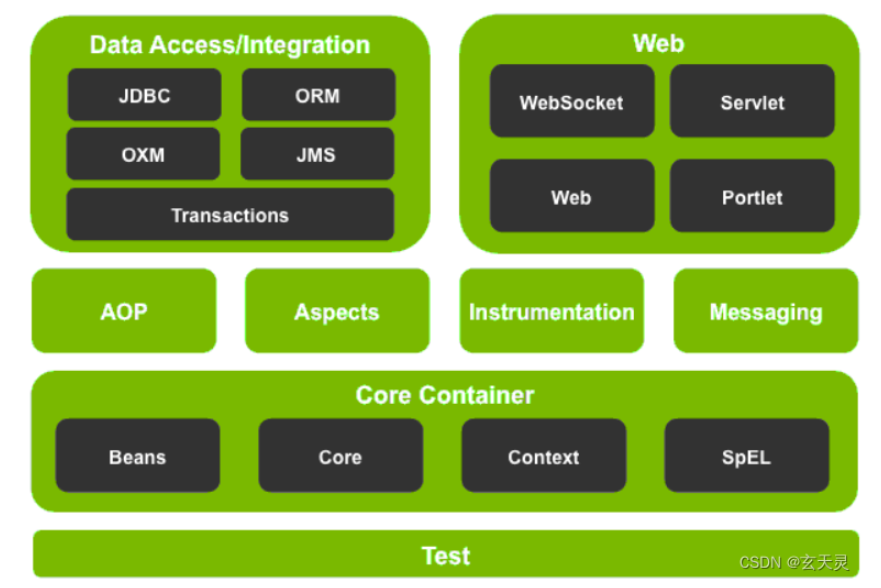 Data Access/Integration
JDBC
ORM
OXM
JMS
Transactions
Web
WebSocket
Servlet
Web
Portlet
AOP
Aspects
Instrumentation
Messaging
Core Container
Beans
Core
Context
SpEL
Test
CSDN @玄天灵